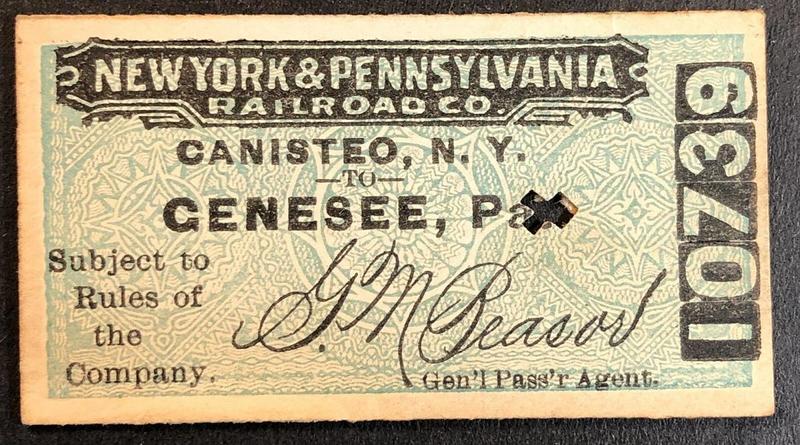 NEW YORK & PENNSYLVANIA
RAILROAD CO.
CANISTEO, N. Y.
—TO—
GENESEE, Pa.
Subject to
Rules of
the
Company.
G. M. Beason
Gen'l Pass'r Agent.
10739